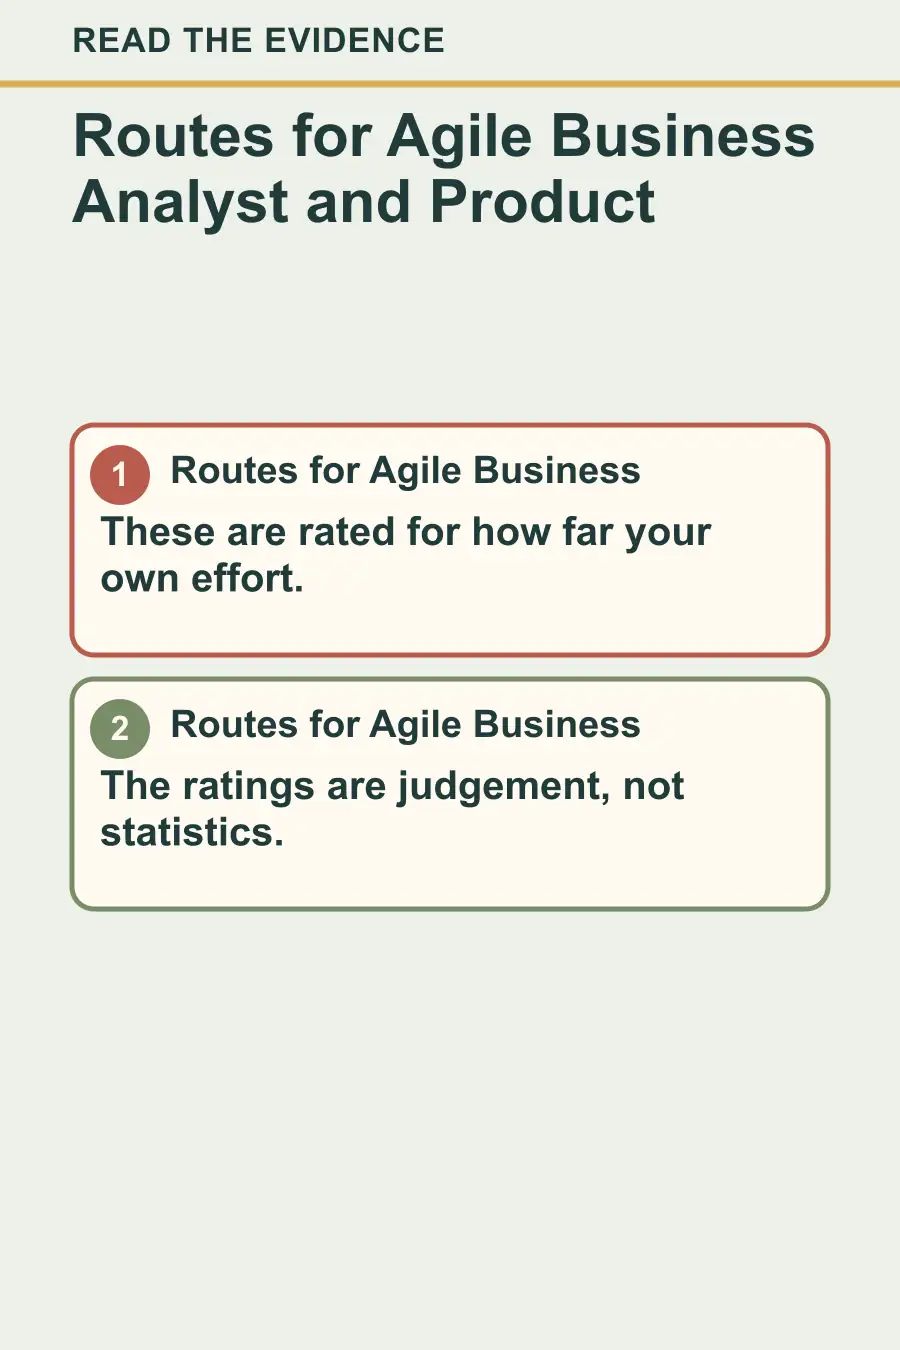 READ THE EVIDENCE
Routes for Agile Business
Analyst and Product
1 Routes for Agile Business
These are rated for how far your
own effort.
2 Routes for Agile Business
The ratings are judgement, not
statistics.